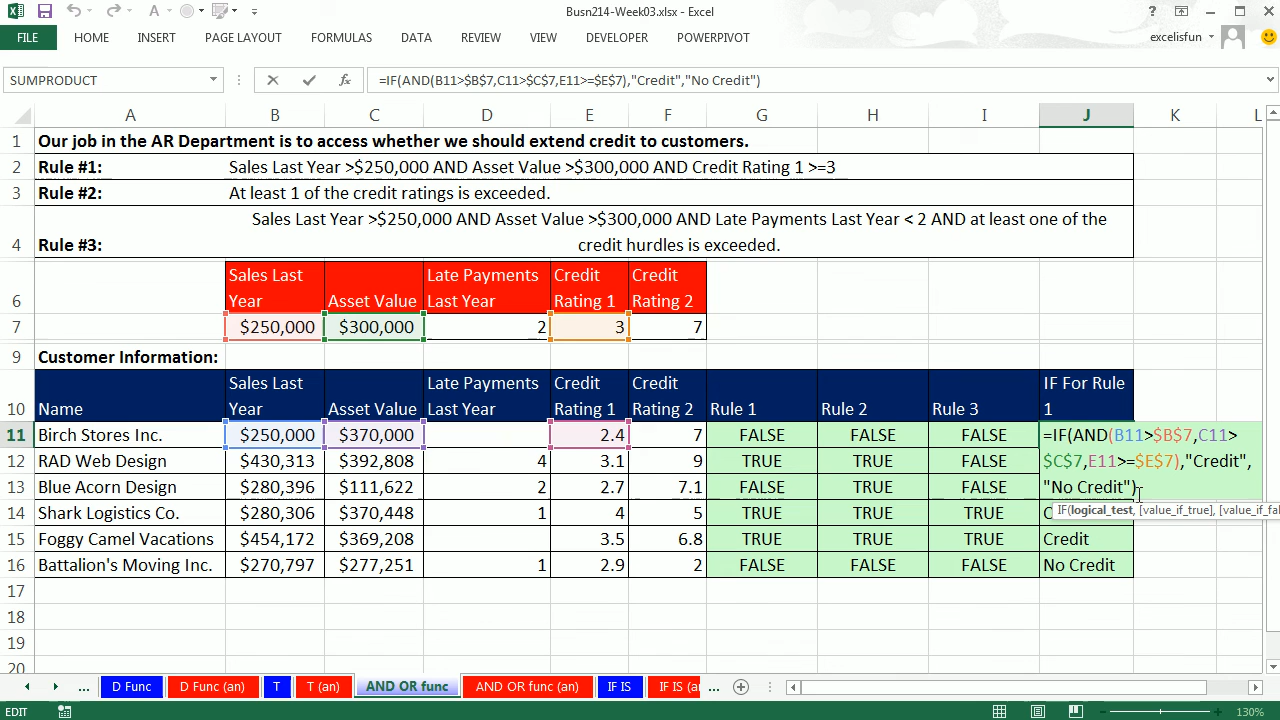 Busn214-Week03.xlsx - Excel
FILE HOME INSERT PAGE LAYOUT FORMULAS DATA REVIEW VIEW DEVELOPER POWERPIVOT excelisfun
SUMPRODUCT =IF(AND(B11>$B$7,C11>$C$7,E11>=$E$7),"Credit","No Credit")
A B C D E F G H I J K L
1 Our job in the AR Department is to access whether we should extend credit to customers.
2 Rule #1: Sales Last Year >$250,000 AND Asset Value >$300,000 AND Credit Rating 1 >=3
3 Rule #2: At least 1 of the credit ratings is exceeded.
Sales Last Year >$250,000 AND Asset Value >$300,000 AND Late Payments Last Year < 2 AND at least one of the
4 Rule #3: credit hurdles is exceeded.
Sales Last Late Payments Credit Credit
6 Year Asset Value Last Year Rating 1 Rating 2
7 $250,000 $300,000 2 3 7
9 Customer Information:
Sales Last Late Payments Credit Credit IF For Rule
10 Name Year Asset Value Last Year Rating 1 Rating 2 Rule 1 Rule 2 Rule 3 1
11 Birch Stores Inc. $250,000 $370,000 2.4 7 FALSE FALSE FALSE =IF(AND(B11>$B$7,C11>
12 RAD Web Design $430,313 $392,808 4 3.1 9 TRUE TRUE FALSE $C$7,E11>=$E$7),"Credit",
13 Blue Acorn Design $280,396 $111,622 2 2.7 7.1 FALSE TRUE FALSE "No Credit")
14 Shark Logistics Co. $280,306 $370,448 1 4 5 TRUE TRUE TRUE IF(logical_test, [value_if_true], [value_if_fal
15 Foggy Camel Vacations $454,172 $369,208 3.5 6.8 TRUE TRUE TRUE Credit
16 Battalion's Moving Inc. $270,797 $277,251 1 2.9 2 FALSE FALSE FALSE No Credit
17
18
19
20
... D Func D Func (an) T T (an) AND OR func AND OR func (an) IF IS IF IS (an ...
EDIT 130%